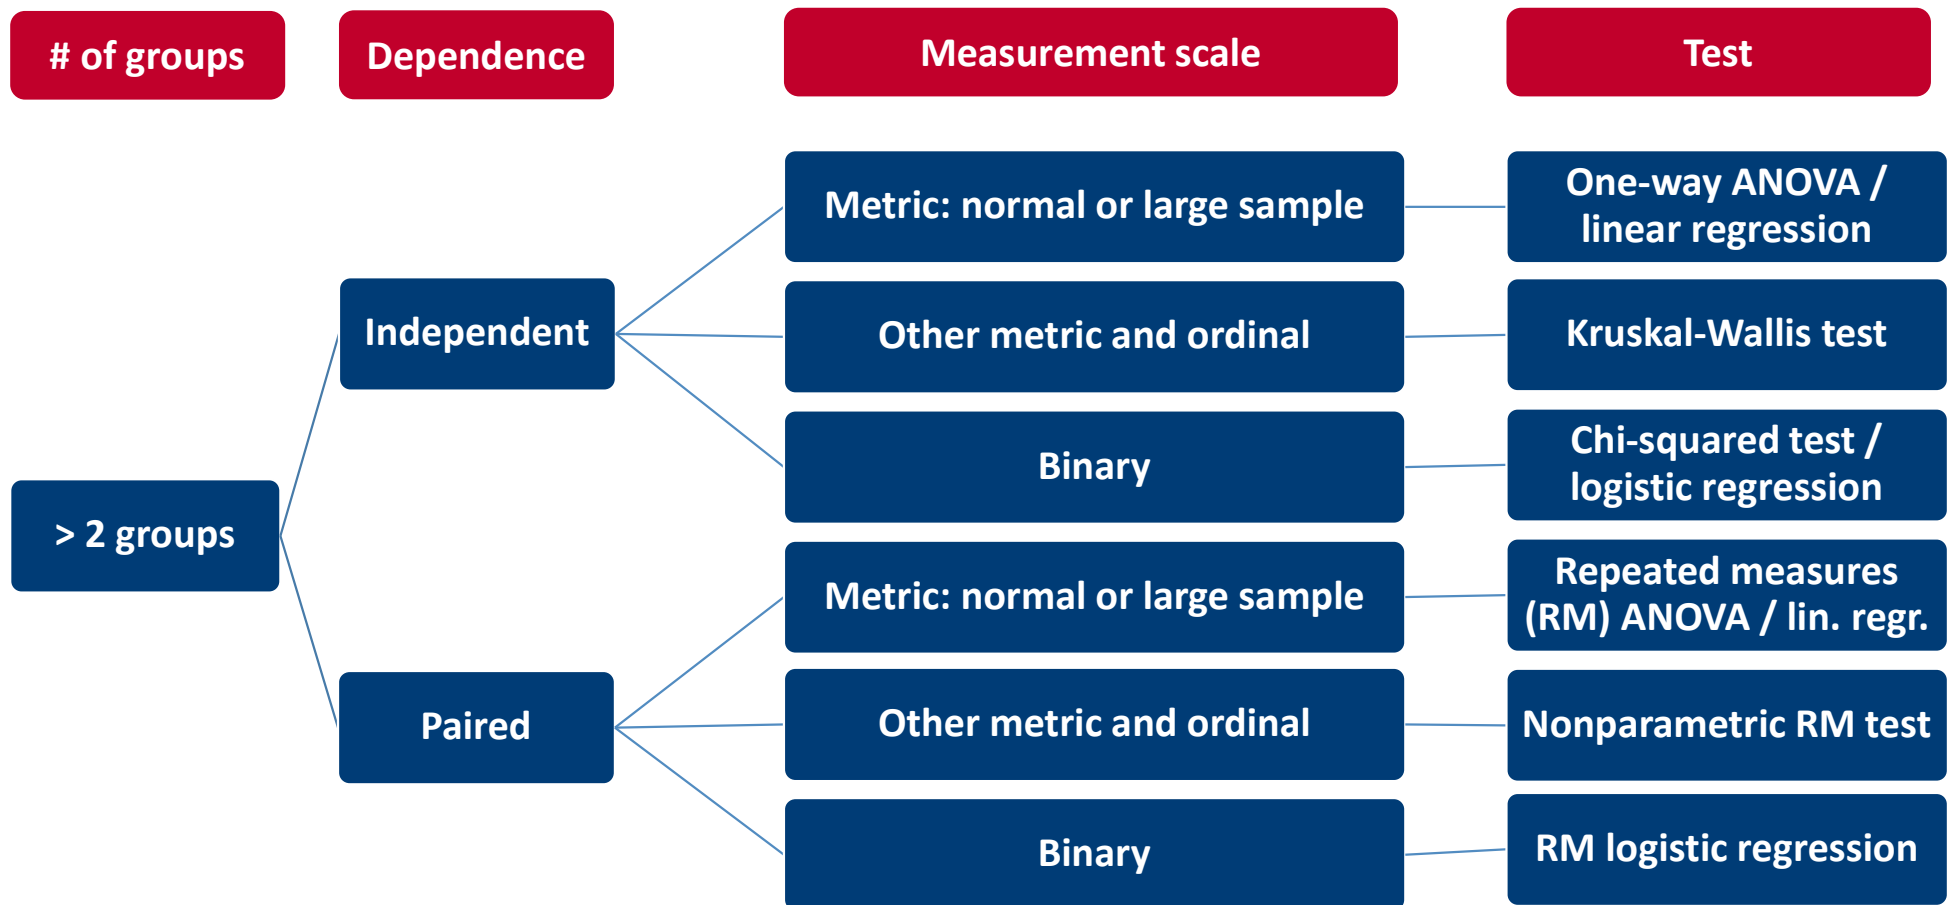 # of groups
Dependence
Measurement scale
Test
> 2 groups
Independent
Metric: normal or large sample
One-way ANOVA /
linear regression
Other metric and ordinal
Kruskal-Wallis test
Binary
Chi-squared test /
logistic regression
Paired
Metric: normal or large sample
Repeated measures
(RM) ANOVA / lin. regr.
Other metric and ordinal
Nonparametric RM test
Binary
RM logistic regression